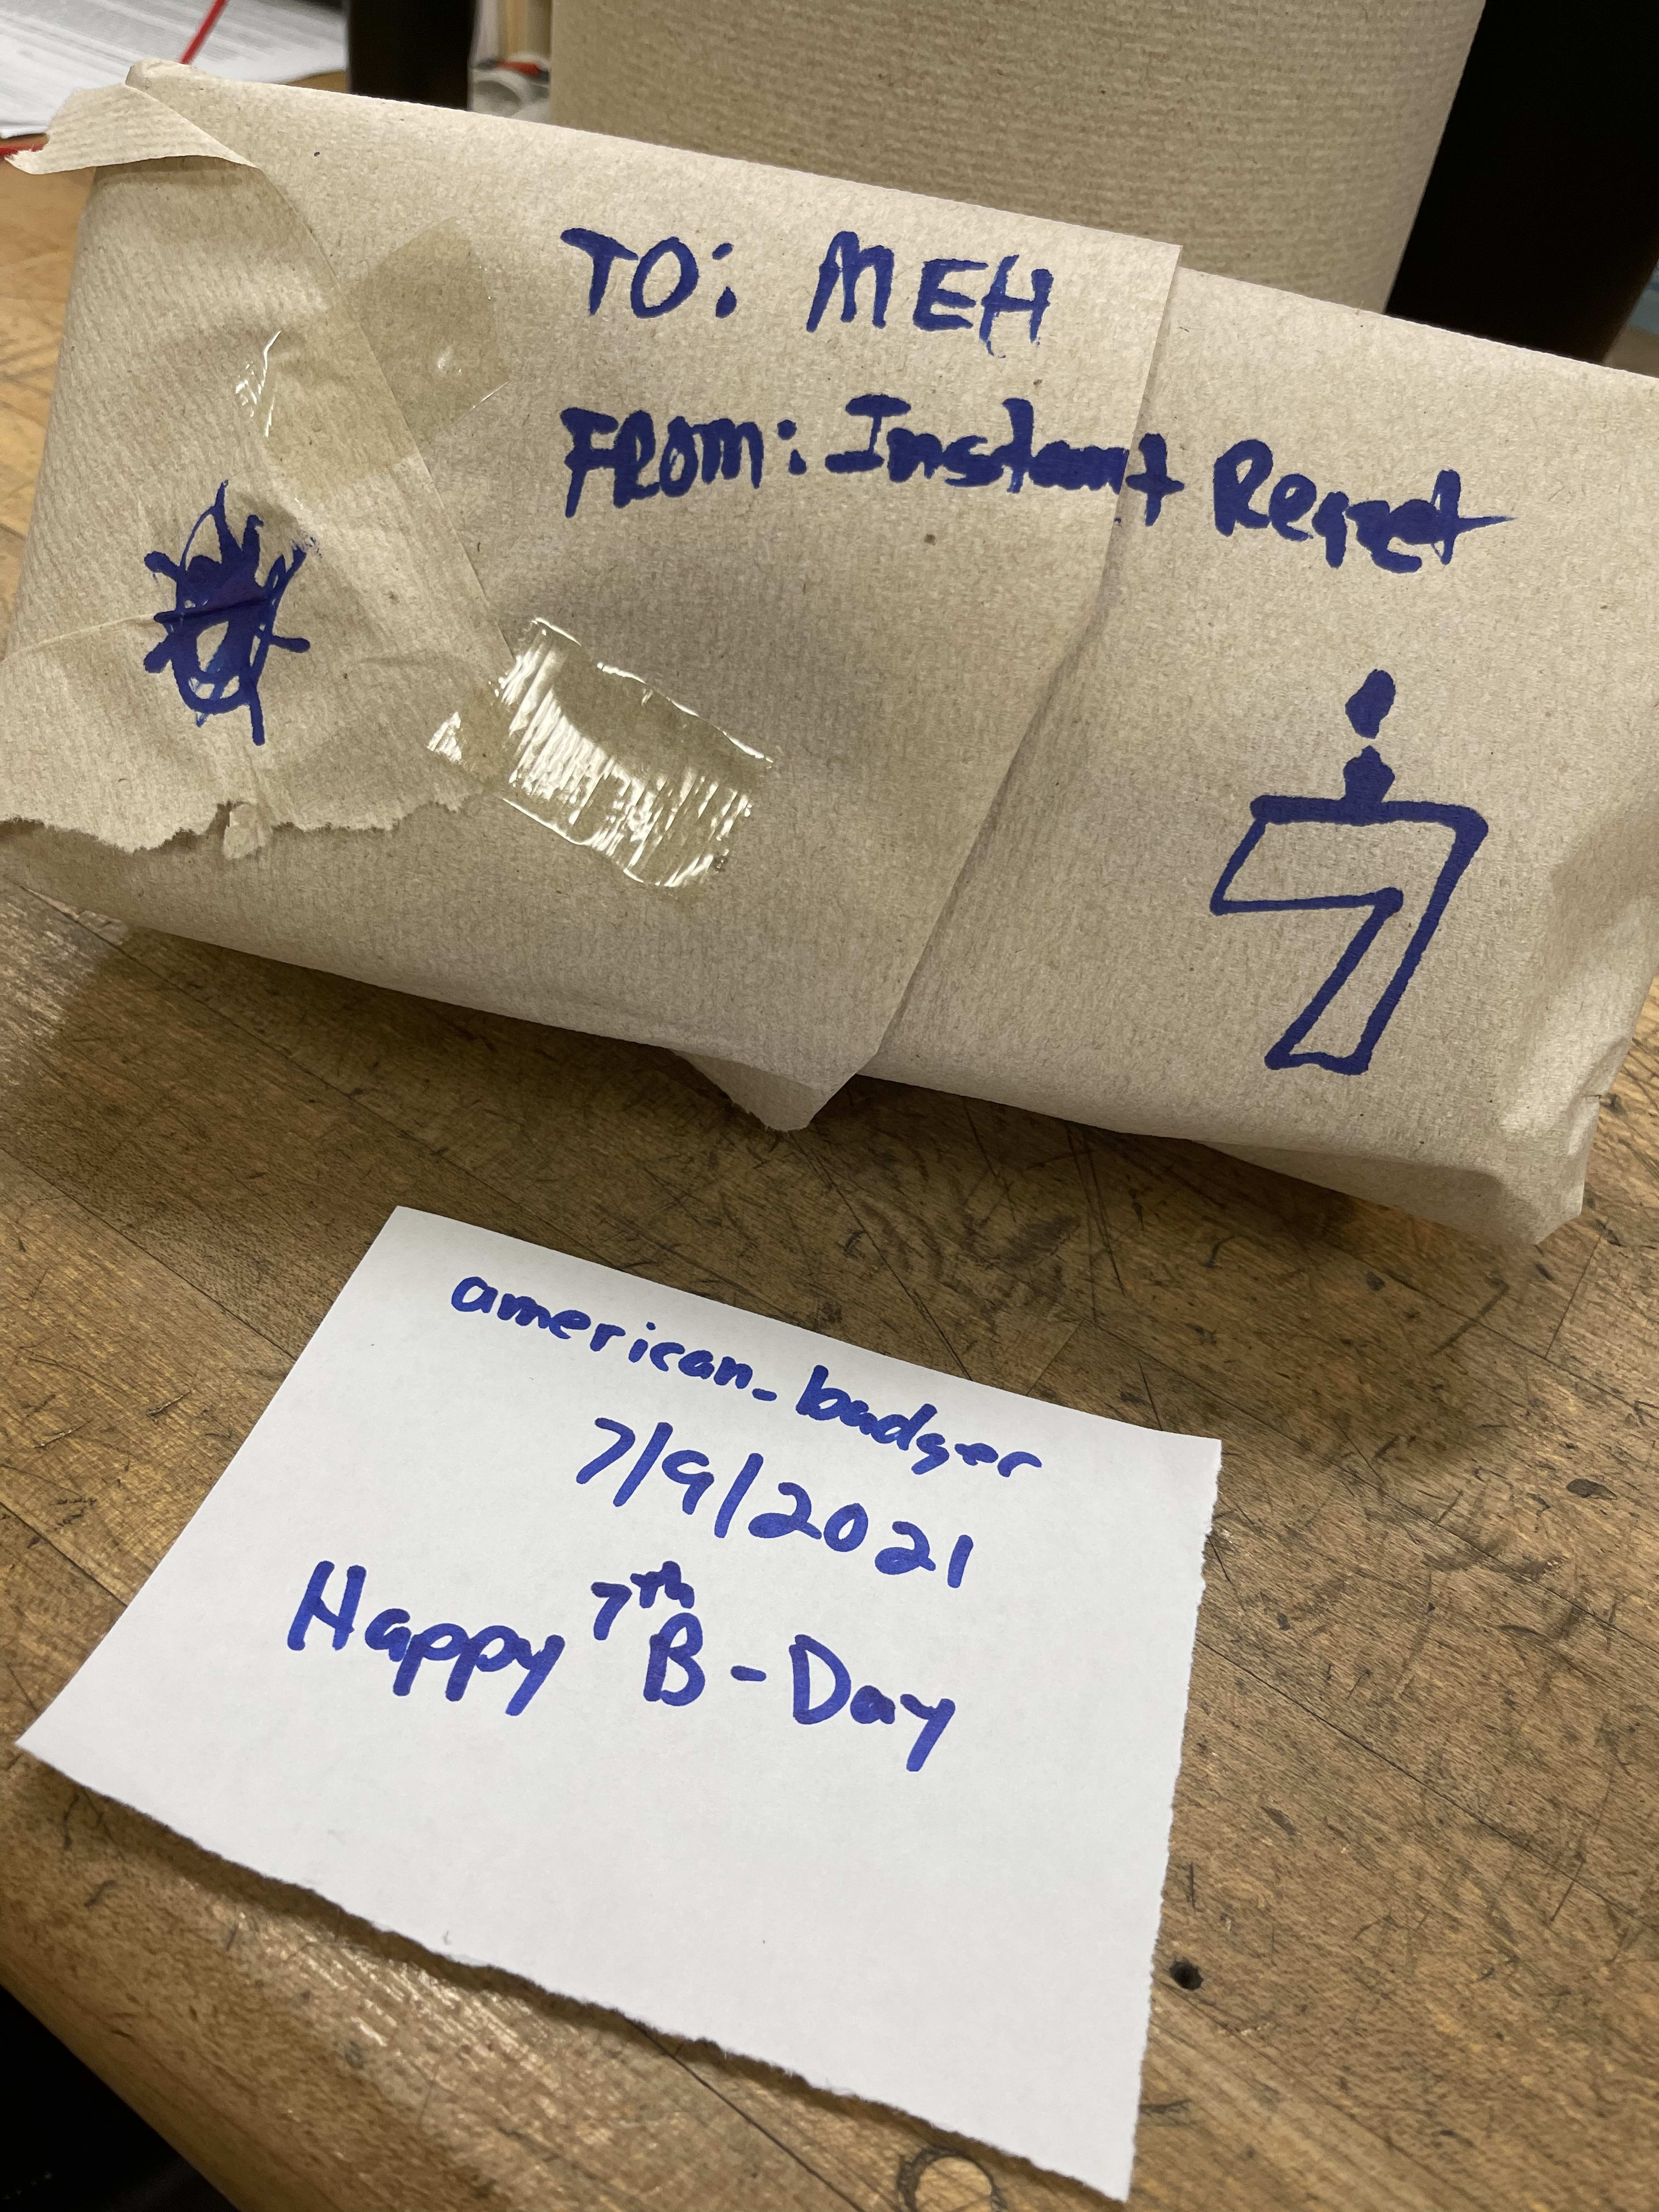 TO: MEH
FROM: Instant Regret
7
american_badger
7/9/2021
Happy 7th B-Day